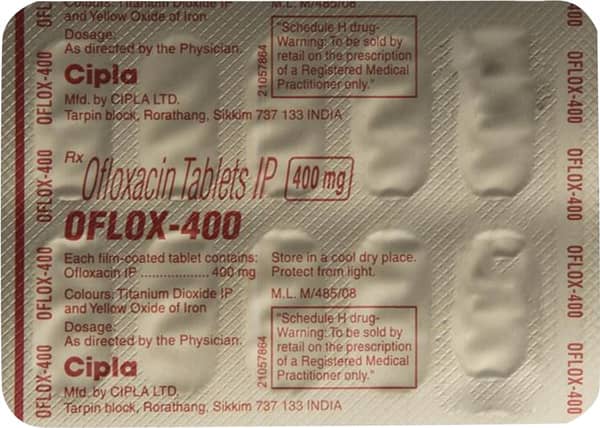 Colours: Titanium Dioxide IP
and Yellow Oxide of Iron
Dosage:
As directed by the Physician.
Cipla
Mfd. by CIPLA LTD.
Tarpin block, Rorathang, Sikkim 737 133 INDIA
M.L. M/485/08
"Schedule H drug-
Warning: To be sold by
retail on the prescription
of a Registered Medical
Practitioner only."
21057864
Rx
Ofloxacin Tablets IP 400 mg
OFLOX-400
Each film-coated tablet contains:
Ofloxacin IP ................... 400 mg
Colours: Titanium Dioxide IP
and Yellow Oxide of Iron
Dosage:
As directed by the Physician.
Cipla
Mfd. by CIPLA LTD.
Tarpin block, Rorathang, Sikkim 737 133 INDIA
Store in a cool dry place.
Protect from light.
M.L. M/485/08
"Schedule H drug-
Warning: To be sold by
retail on the prescription
of a Registered Medical
Practitioner only."
21057864
OFLOX-400
OFLOX-400
OFLOX-400
OFLOX-400
OFLOX-400
OFLOX-400
OFLOX-400
OFLOX-400